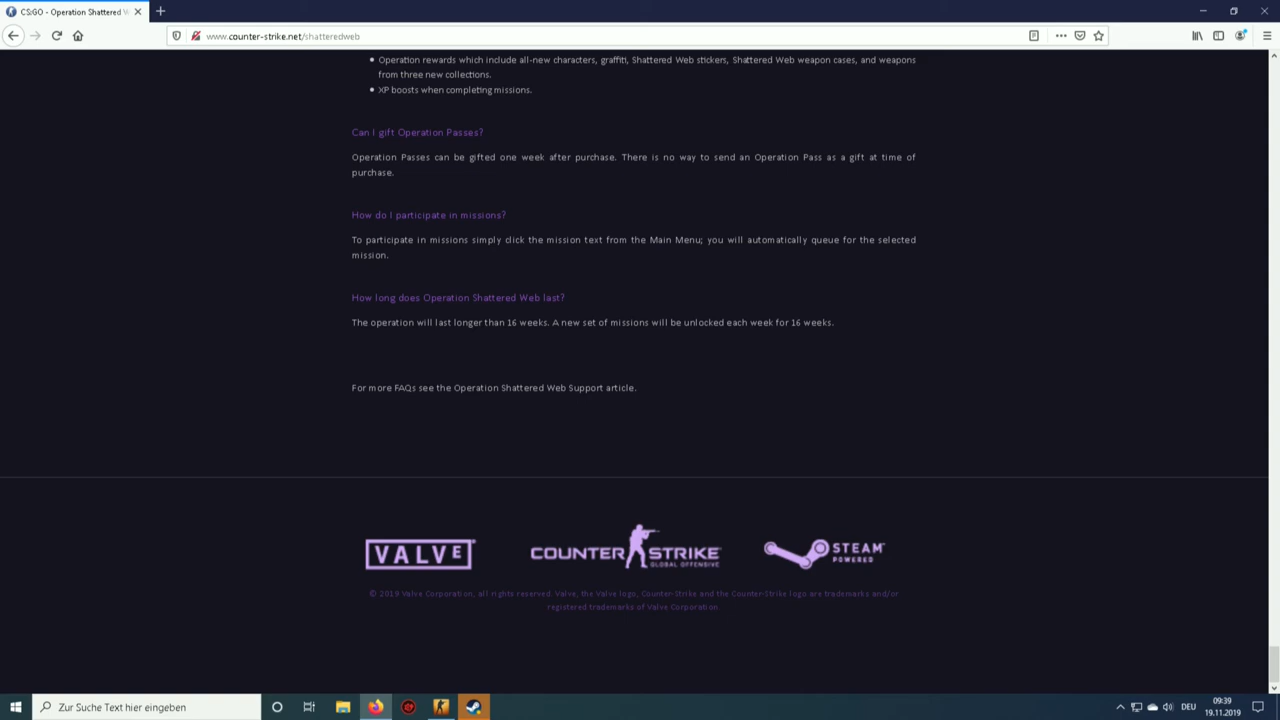 CS:GO - Operation Shattered W
www.counter-strike.net/shatteredweb
Operation rewards which include all-new characters, graffiti, Shattered Web stickers, Shattered Web weapon cases, and weapons
from three new collections.
XP boosts when completing missions.
Can I gift Operation Passes?
Operation Passes can be gifted one week after purchase. There is no way to send an Operation Pass as a gift at time of
purchase.
How do I participate in missions?
To participate in missions simply click the mission text from the Main Menu; you will automatically queue for the selected
mission.
How long does Operation Shattered Web last?
The operation will last longer than 16 weeks. A new set of missions will be unlocked each week for 16 weeks.
For more FAQs see the Operation Shattered Web Support article.
VALVE
COUNTER STRIKE
GLOBAL OFFENSIVE
STEAM
POWERED
© 2019 Valve Corporation, all rights reserved. Valve, the Valve logo, Counter-Strike and the Counter-Strike logo are trademarks and/or
registered trademarks of Valve Corporation.
Zur Suche Text hier eingeben
DEU
09:39
19.11.2019